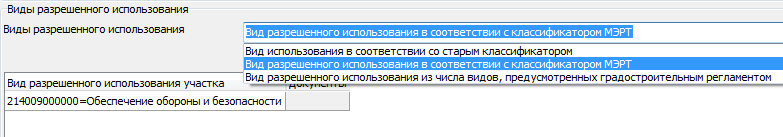 Виды разрешенного использования
Виды разрешенного использования
Вид разрешенного использования в соответствии с классификатором МЭРТ
Вид использования в соответствии со старым классификатором
Вид разрешенного использования в соответствии с классификатором МЭРТ
Вид разрешенного использования из числа видов, предусмотренных градостроительным регламентом
Вид разрешенного использования участка
документы
214009000000=Обеспечение обороны и безопасности